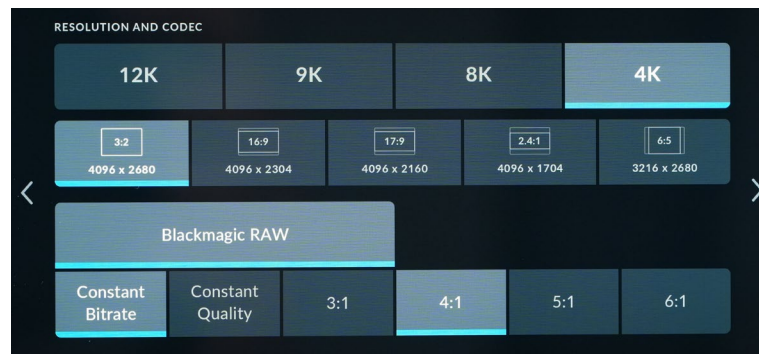 RESOLUTION AND CODEC
12K 9K 8K 4K
3:2 16:9 17:9 2.4:1 6:5
4096 x 2680 4096 x 2304 4096 x 2160 4096 x 1704 3216 x 2680
Blackmagic RAW
Constant Bitrate Constant Quality 3:1 4:1 5:1 6:1